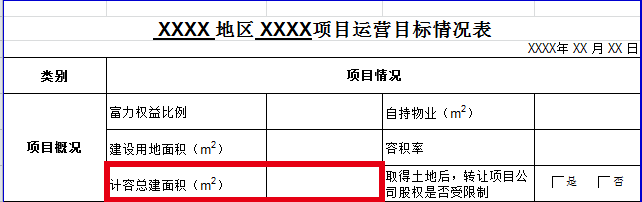 XXXX 地区 XXXX项目运营目标情况表
XXXX年 XX 月 XX 日
类别 项目情况
项目概况
富力权益比例 自持物业（m²）
建设用地面积（m²） 容积率
计容总建面积（m²） 取得土地后，转让项目公
司股权是否受限制 是 否